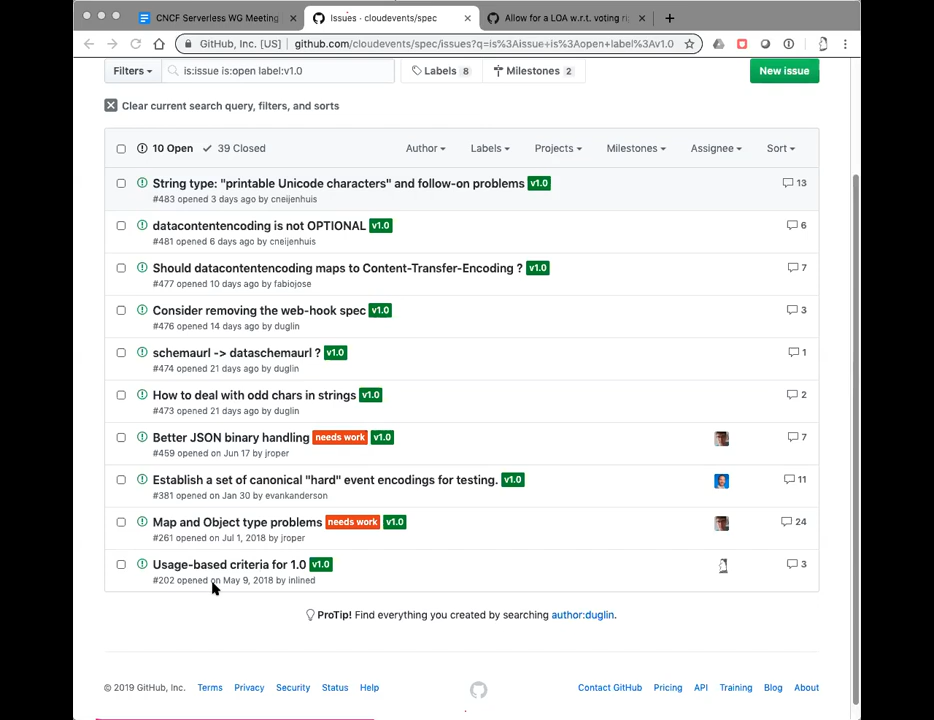 CNCF Serverless WG Meeting
Issues · cloudevents/spec
Allow for a LOA w.r.t. voting ri
GitHub, Inc. [US] github.com/cloudevents/spec/issues?q=is%3Aissue+is%3Aopen+label%3Av1.0
Filters is:issue is:open label:v1.0 Labels 8 Milestones 2 New issue
Clear current search query, filters, and sorts
10 Open 39 Closed Author Labels Projects Milestones Assignee Sort
String type: "printable Unicode characters" and follow-on problems v1.0 13
#483 opened 3 days ago by cneijenhuis
datacontentencoding is not OPTIONAL v1.0 6
#481 opened 6 days ago by cneijenhuis
Should datacontentencoding maps to Content-Transfer-Encoding ? v1.0 7
#477 opened 10 days ago by fabiojose
Consider removing the web-hook spec v1.0 3
#476 opened 14 days ago by duglin
schemaurl -> dataschemaurl ? v1.0 1
#474 opened 21 days ago by duglin
How to deal with odd chars in strings v1.0 2
#473 opened 21 days ago by duglin
Better JSON binary handling needs work v1.0 7
#459 opened on Jun 17 by jroper
Establish a set of canonical "hard" event encodings for testing. v1.0 11
#381 opened on Jan 30 by evankanderson
Map and Object type problems needs work v1.0 24
#261 opened on Jul 1, 2018 by jroper
Usage-based criteria for 1.0 v1.0 3
#202 opened on May 9, 2018 by inlined
ProTip! Find everything you created by searching author:duglin.
© 2019 GitHub, Inc. Terms Privacy Security Status Help Contact GitHub Pricing API Training Blog About